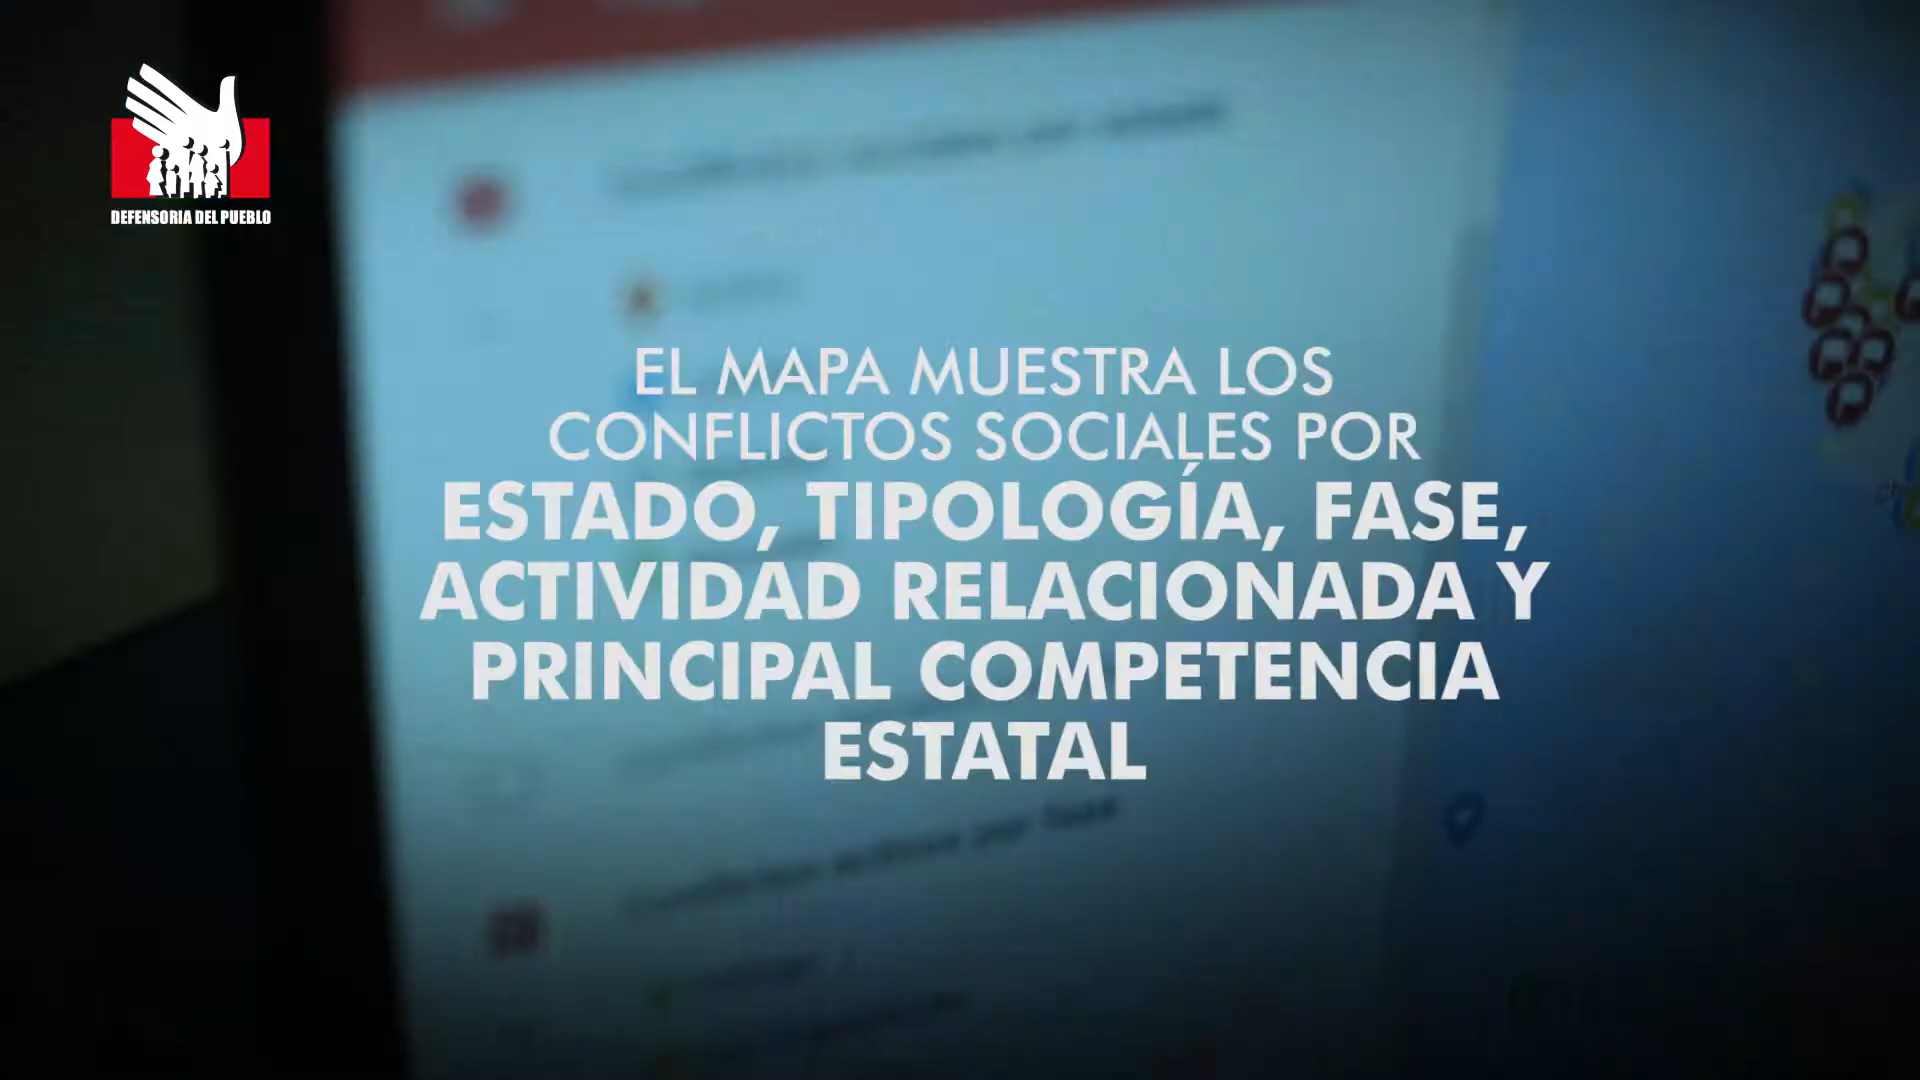 DEFENSORIA DEL PUEBLO
EL MAPA MUESTRA LOS
CONFLICTOS SOCIALES POR
ESTADO, TIPOLOGÍA, FASE,
ACTIVIDAD RELACIONADA Y
PRINCIPAL COMPETENCIA
ESTATAL